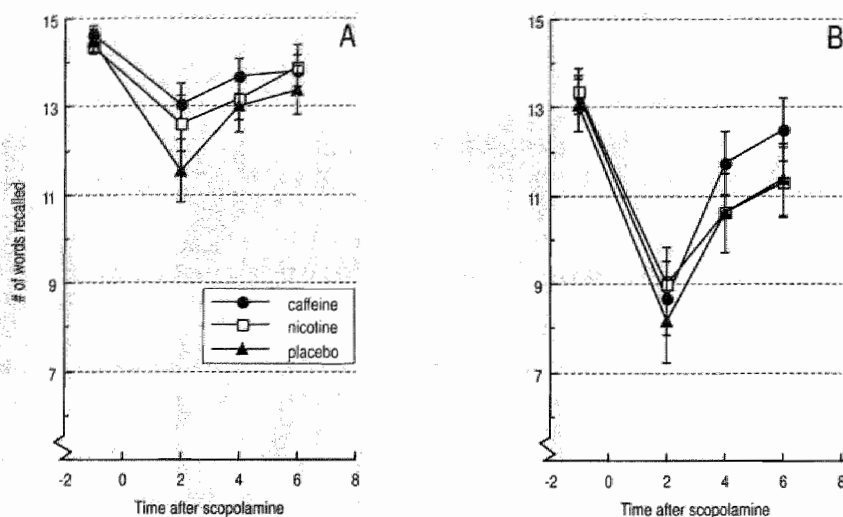 15
13
11
9
7
# of words recalled
A
caffeine
nicotine
placebo
-2 0 2 4 6 8
Time after scopolamine
15
13
11
9
7
B
-2 0 2 4 6 8
Time after scopolamine